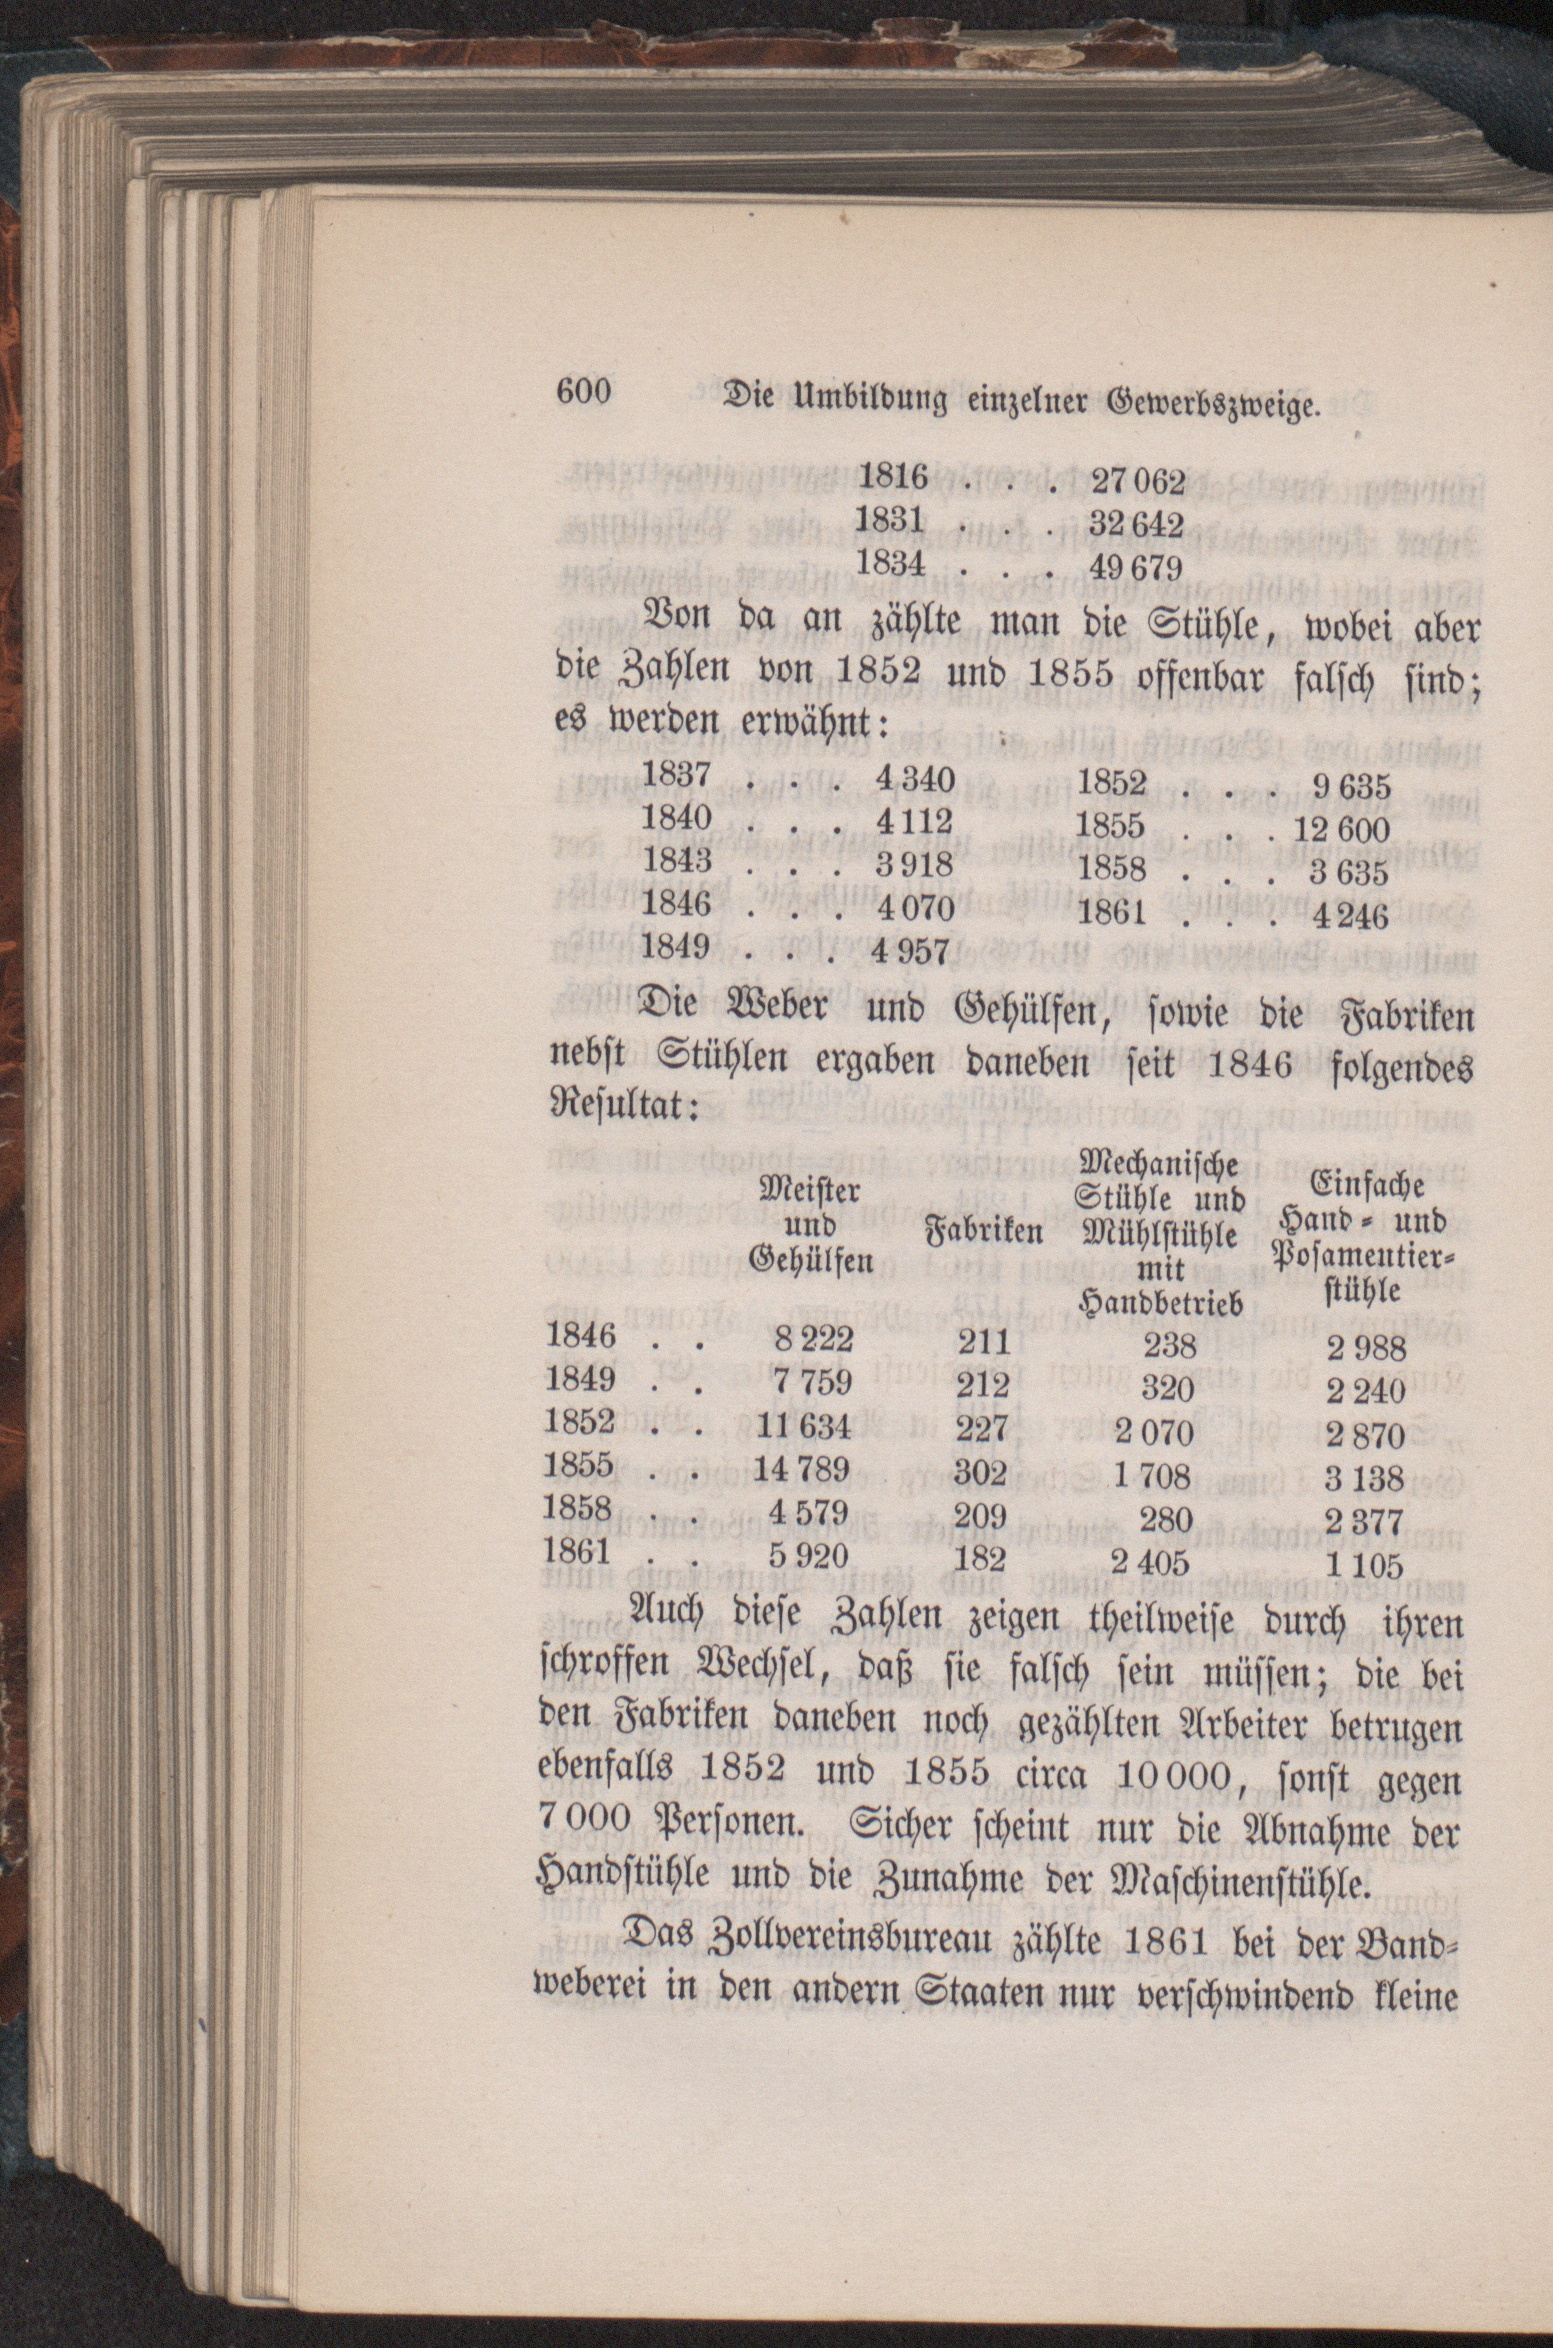 600 Die Umbildung einzelner Gewerbszweige.
1816 . . . 27 062
1831 . . . 32 642
1834 . . . 49 679
Von da an zählte man die Stühle, wobei aber
die Zahlen von 1852 und 1855 offenbar falſch ſind;
es werden erwähnt:
1837 . . . 4 340 1852 . . . 9 635
1840 . . . 4 112 1855 . . . 12 600
1843 . . . 3 918 1858 . . . 3 635
1846 . . . 4 070 1861 . . . 4 246
1849 . . . 4 957
Die Weber und Gehülfen, ſowie die Fabriken
nebſt Stühlen ergaben daneben ſeit 1846 folgendes
Reſultat:
Meiſter
und
Gehülfen
Fabriken
Mechaniſche
Stühle und
Mühlſtühle
mit
Handbetrieb
Einfache
Hand- und
Poſamentier-
ſtühle
1846 . . 8 222 211 238 2 988
1849 . . 7 759 212 320 2 240
1852 . . 11 634 227 2 070 2 870
1855 . . 14 789 302 1 708 3 138
1858 . . 4 579 209 280 2 377
1861 . . 5 920 182 2 405 1 105
Auch dieſe Zahlen zeigen theilweiſe durch ihren
ſchroffen Wechſel, daß ſie falſch ſein müſſen; die bei
den Fabriken daneben noch gezählten Arbeiter betrugen
ebenfalls 1852 und 1855 circa 10 000, ſonſt gegen
7 000 Perſonen. Sicher ſcheint nur die Abnahme der
Handſtühle und die Zunahme der Maſchinenſtühle.
Das Zollvereinsbureau zählte 1861 bei der Band-
weberei in den andern Staaten nur verſchwindend kleine